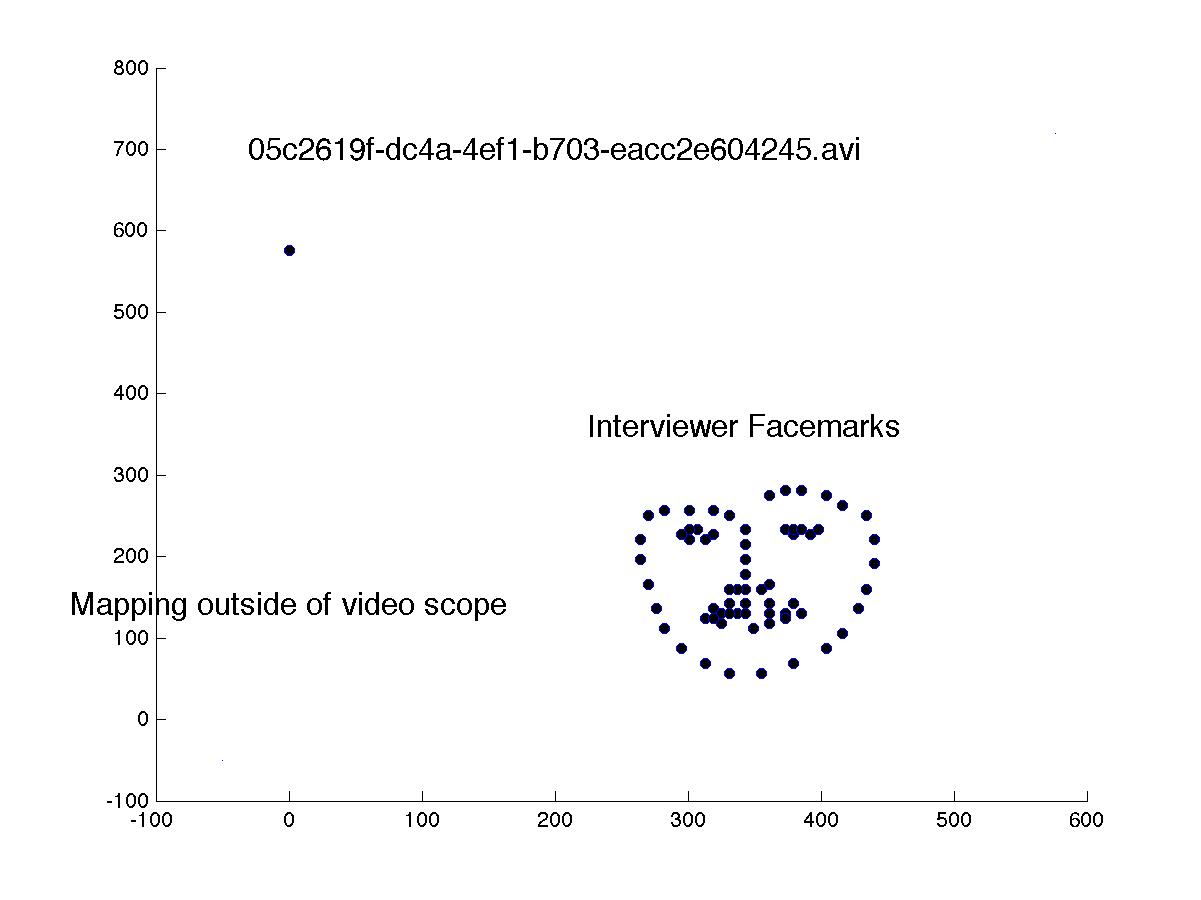 800
700
05c2619f-dc4a-4ef1-b703-eacc2e604245.avi
600
500
400
Interviewer Facemarks
300
200
Mapping outside of video scope
100
0
-100
-100 0 100 200 300 400 500 600